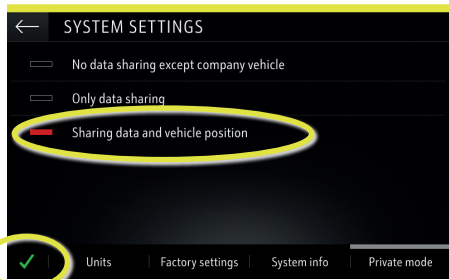 SYSTEM SETTINGS
No data sharing except company vehicle
Only data sharing
Sharing data and vehicle position
Units Factory settings System info Private mode